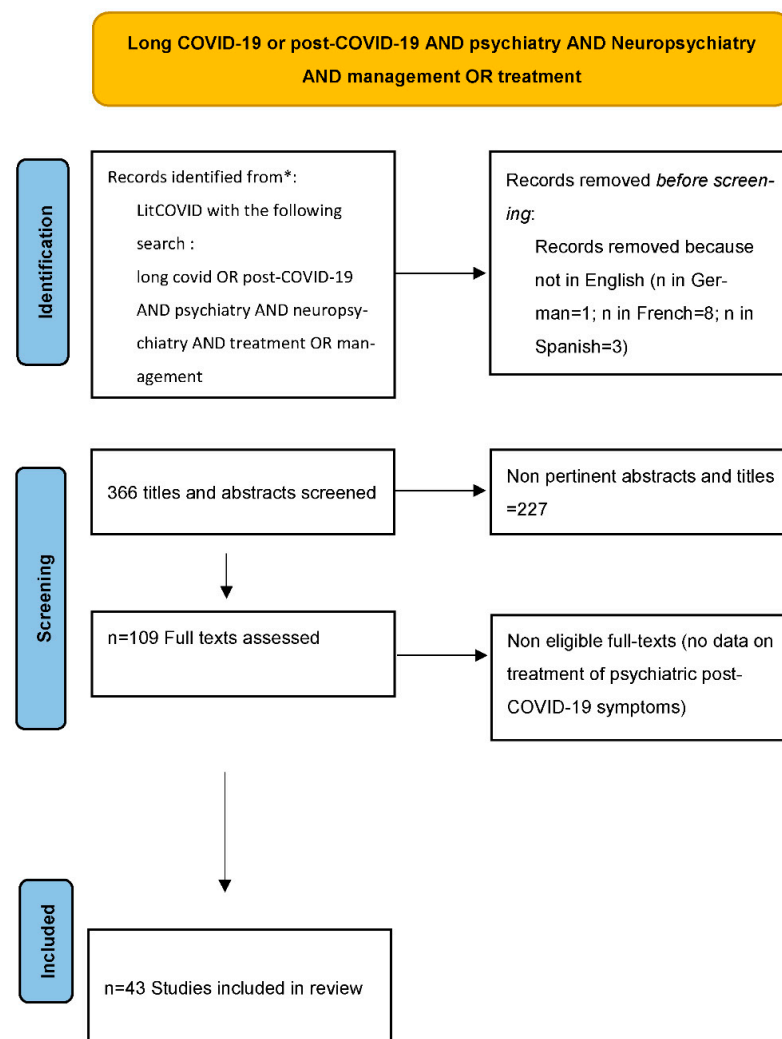 Long COVID-19 or post-COVID-19 AND psychiatry AND Neuropsychiatry
AND management OR treatment
Identification
Records identified from*:
LitCOVID with the following
search :
long covid OR post-COVID-19
AND psychiatry AND neuropsy-
chiatry AND treatment OR man-
agement
Records removed before screen-
ing:
Records removed because
not in English (n in Ger-
man=1; n in French=8; n in
Spanish=3)
Screening
366 titles and abstracts screened
Non pertinent abstracts and titles
=227
n=109 Full texts assessed
Non eligible full-texts (no data on
treatment of psychiatric post-
COVID-19 symptoms)
Included
n=43 Studies included in review